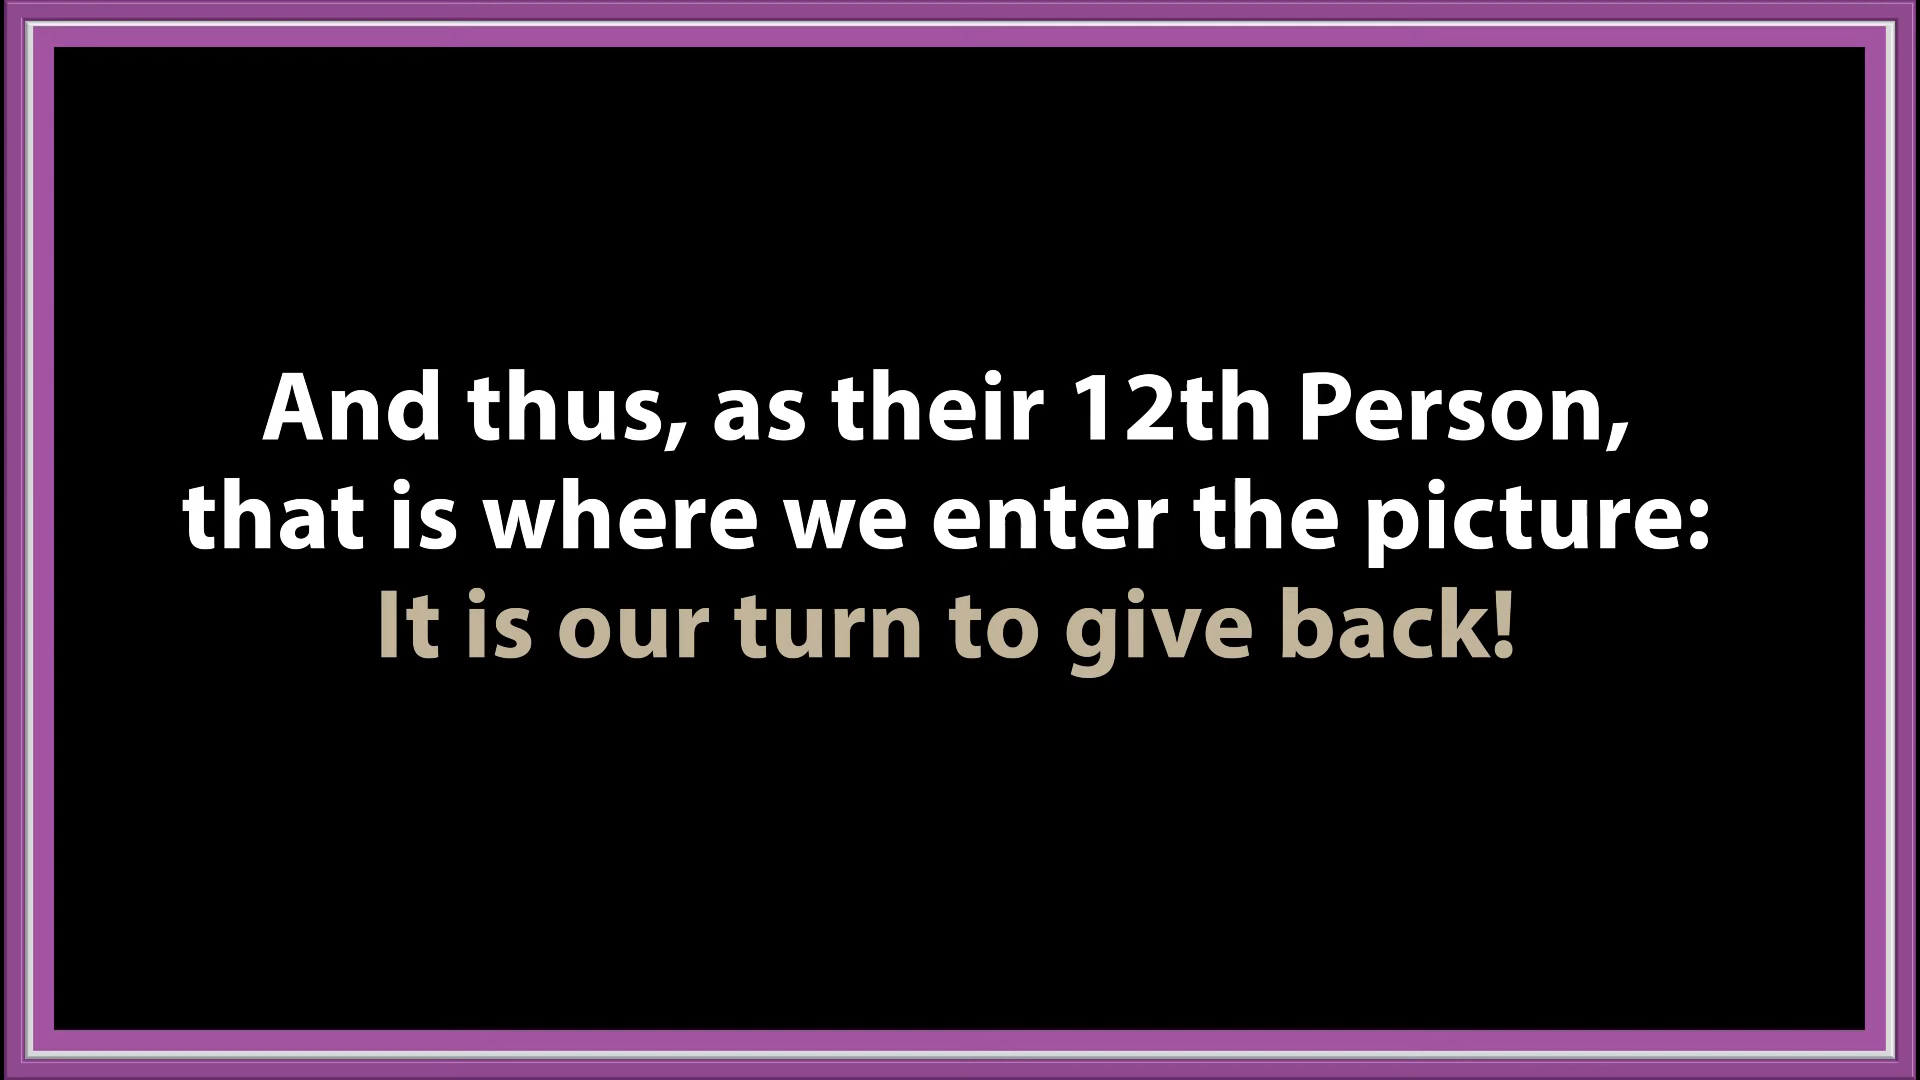 And thus, as their 12th Person,
that is where we enter the picture:
It is our turn to give back!